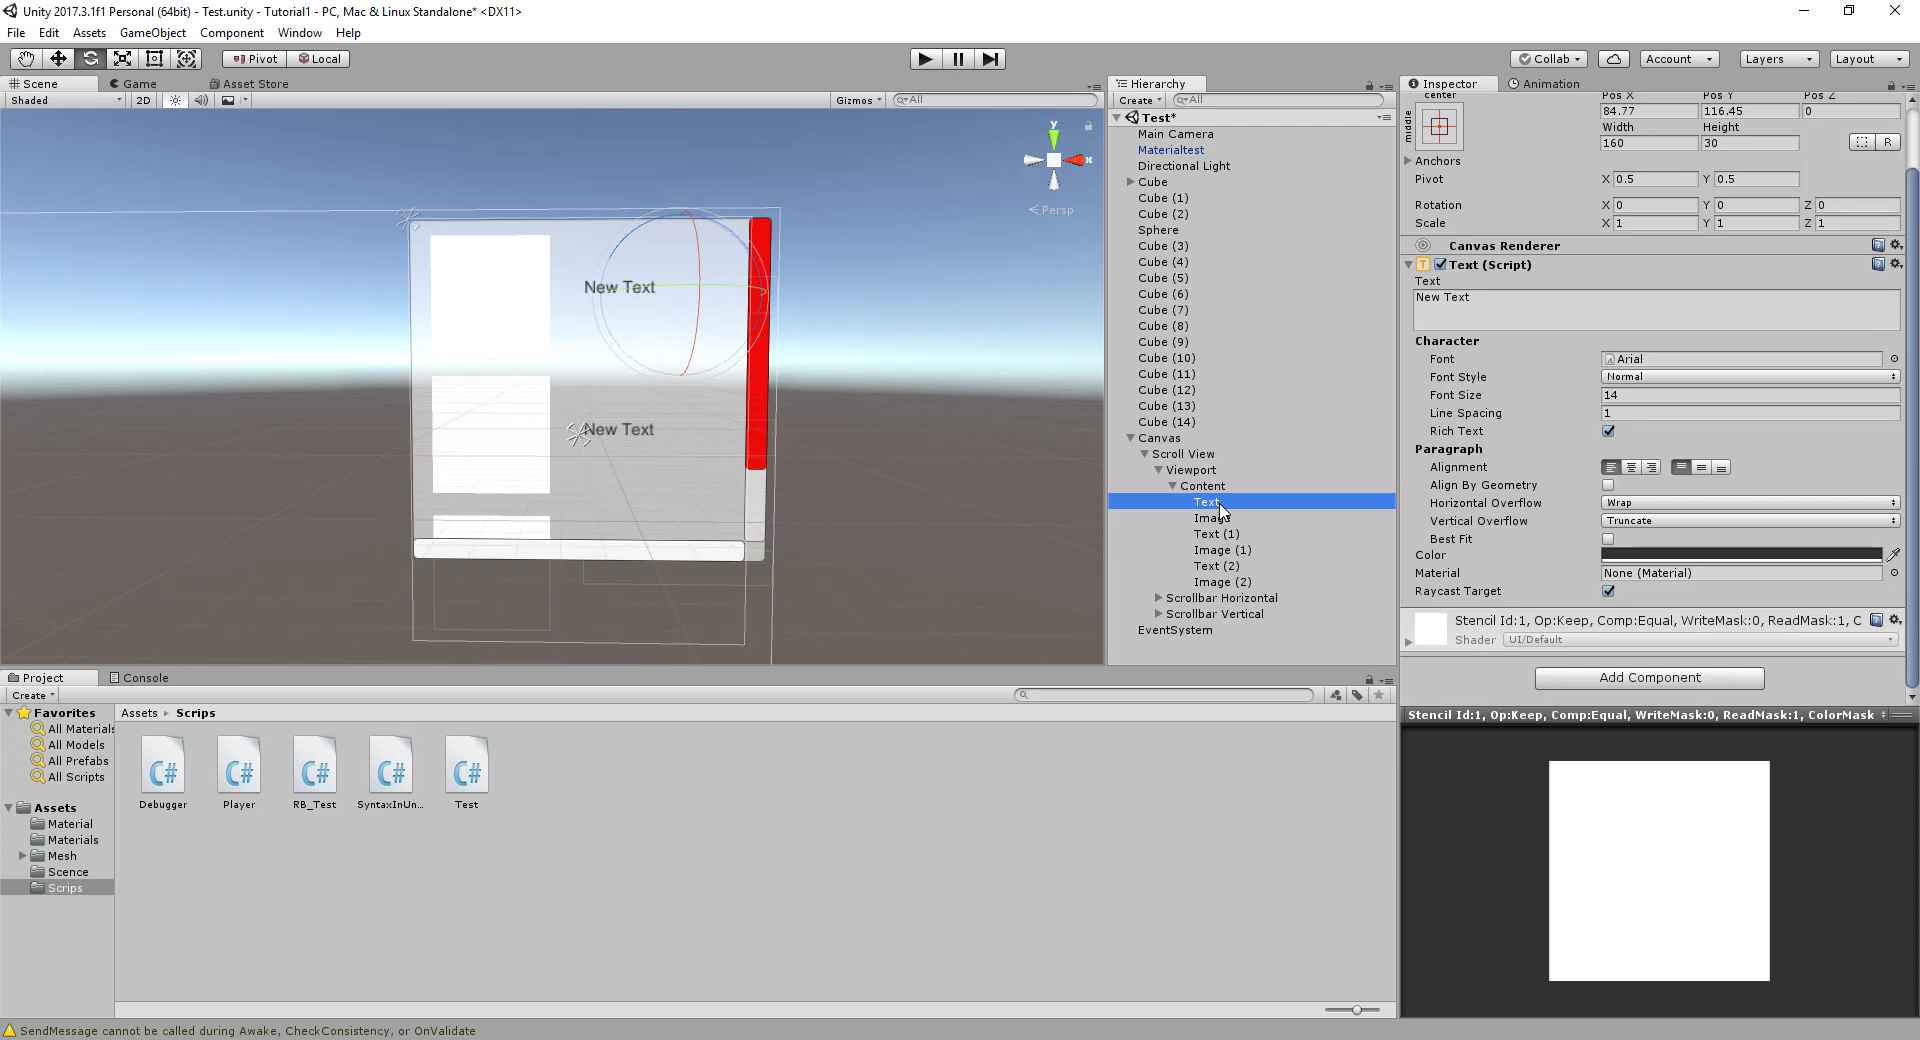 Unity 2017.3.1f1 Personal (64bit) - Test.unity - Tutorial1 - PC, Mac & Linux Standalone* <DX11>
File Edit Assets GameObject Component Window Help
Pivot Local Collab Account Layers Layout
Scene Game Asset Store
Shaded 2D Gizmos All
y
x
Persp
New Text
New Text
Hierarchy
Create All
Test*
Main Camera
Materialtest
Directional Light
Cube
Cube (1)
Cube (2)
Sphere
Cube (3)
Cube (4)
Cube (5)
Cube (6)
Cube (7)
Cube (8)
Cube (9)
Cube (10)
Cube (11)
Cube (12)
Cube (13)
Cube (14)
Canvas
Scroll View
Viewport
Content
Text
Image
Text (1)
Image (1)
Text (2)
Image (2)
Scrollbar Horizontal
Scrollbar Vertical
EventSystem
Inspector Animation
center Pos X Pos Y Pos Z
middle 84.77 116.45 0
Width Height
160 30 R
Anchors
Pivot X 0.5 Y 0.5
Rotation X 0 Y 0 Z 0
Scale X 1 Y 1 Z 1
Canvas Renderer
Text (Script)
Text
New Text
Character
Font Arial
Font Style Normal
Font Size 14
Line Spacing 1
Rich Text
Paragraph
Alignment
Align By Geometry
Horizontal Overflow Wrap
Vertical Overflow Truncate
Best Fit
Color
Material None (Material)
Raycast Target
Stencil Id:1, Op:Keep, Comp:Equal, WriteMask:0, ReadMask:1, C
Shader UI/Default
Add Component
Stencil Id:1, Op:Keep, Comp:Equal, WriteMask:0, ReadMask:1, ColorMask
Project Console
Create
Favorites
All Materials
All Models
All Prefabs
All Scripts
Assets
Material
Materials
Mesh
Scence
Scrips
Assets Scrips
C# C# C# C# C#
Debugger Player RB_Test SyntaxInUn... Test
SendMessage cannot be called during Awake, CheckConsistency, or OnValidate